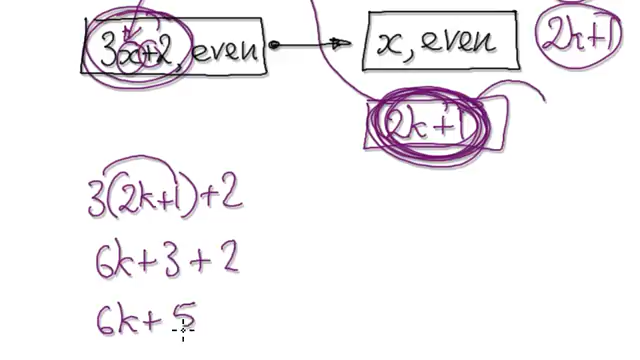 3x+2, even → x, even 2k+1
2k+1
3(2k+1)+2
6k+3+2
6k+5